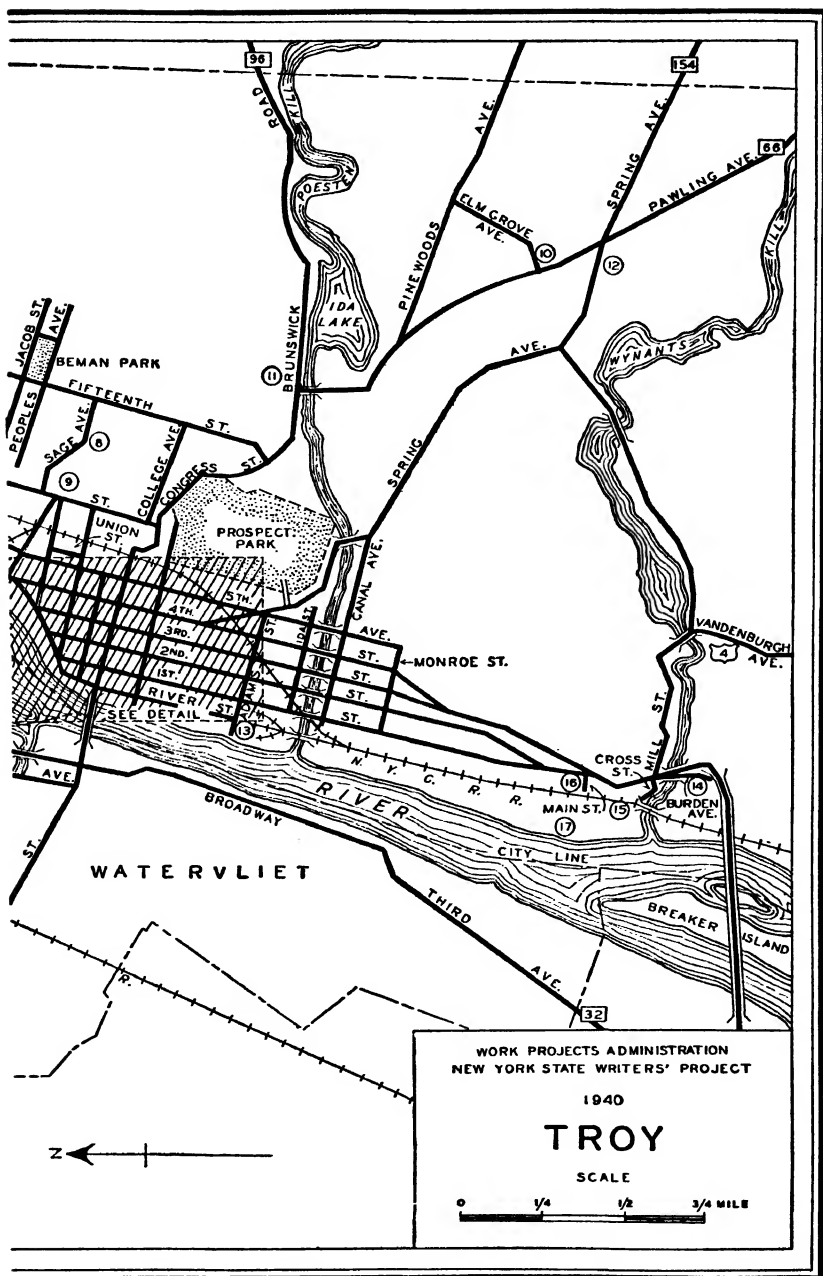 96
154
66
ROAD
KILL
POESTEN
AVE.
PINEWOODS
SPRING AVE.
PAWLING AVE.
ELM GROVE
AVE.
10
12
KILL
WYNANTS
IDA
LAKE
JACOB ST.
AVE.
PEOPLES
BEMAN PARK
BRUNSWICK
11
FIFTEENTH
ST.
SAGE AVE.
8
9
COLLEGE AVE.
CONGRESS
ST.
ST.
UNION
ST.
SPRING
AVE.
PROSPECT
PARK
CANAL AVE.
5TH.
AVE.
4TH.
ST.
3RD.
ST.
2ND.
ST.
1ST.
ST.
RIVER
ST.
IDA ST.
ADAMS ST.
MONROE ST.
SEE DETAIL
13
VANDENBURGH
AVE.
4
MILL ST.
CROSS
ST.
16
MAIN ST.
15
14
BURDEN
AVE.
17
N. Y. C. R. R.
RIVER
CITY LINE
BREAKER
ISLAND
AVE.
ST.
BROADWAY
WATERVLIET
THIRD
AVE.
32
R.
N
WORK PROJECTS ADMINISTRATION
NEW YORK STATE WRITERS' PROJECT
1940
TROY
SCALE
0 1/4 1/2 3/4 MILE